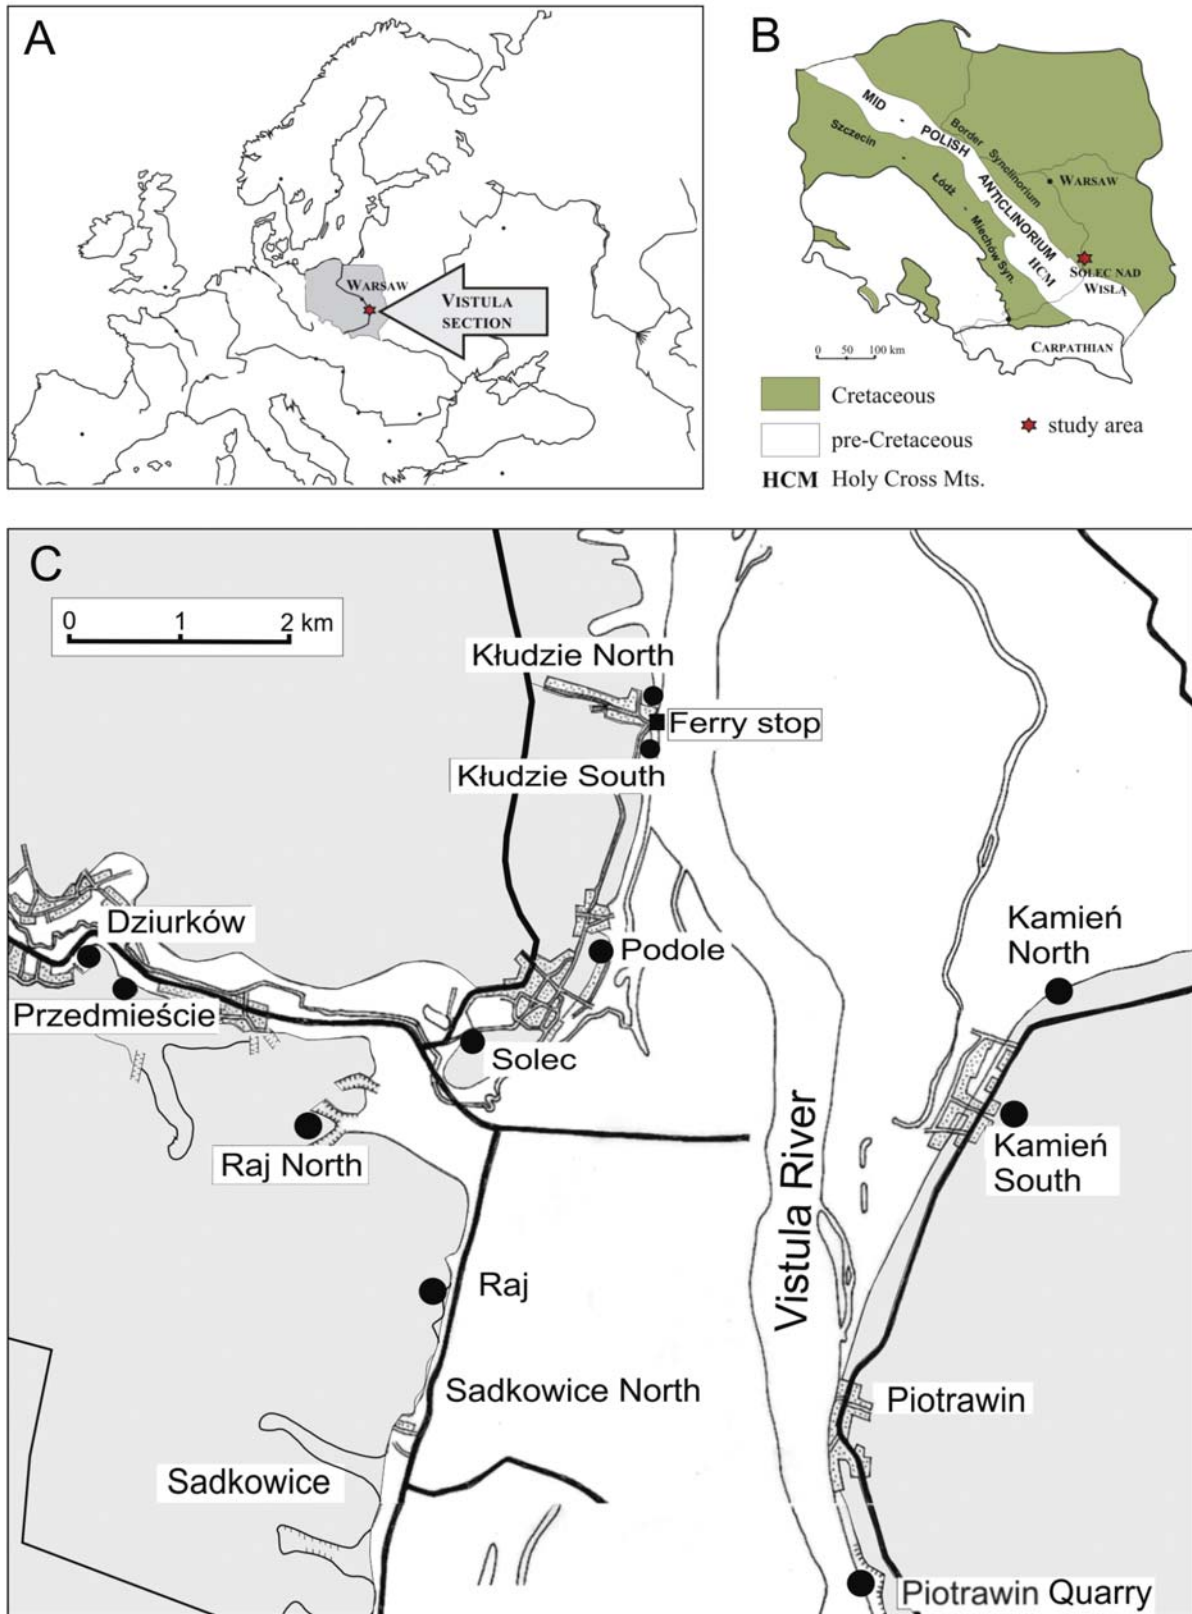 A
WARSAW
VISTULA
SECTION
B
MID - POLISH ANTICLINORIUM
Border Synclinorium
Szczecin - Łódź - Miechów Syn.
WARSAW
HCM
SOLEC NAD
WISŁĄ
CARPATHIAN
0 50 100 km
Cretaceous
pre-Cretaceous
study area
HCM Holy Cross Mts.
C
0 1 2 km
Kłudzie North
Ferry stop
Kłudzie South
Dziurków
Podole
Kamień
North
Przedmieście
Solec
Raj North
Kamień
South
Vistula River
Raj
Sadkowice North
Piotrawin
Sadkowice
Piotrawin Quarry